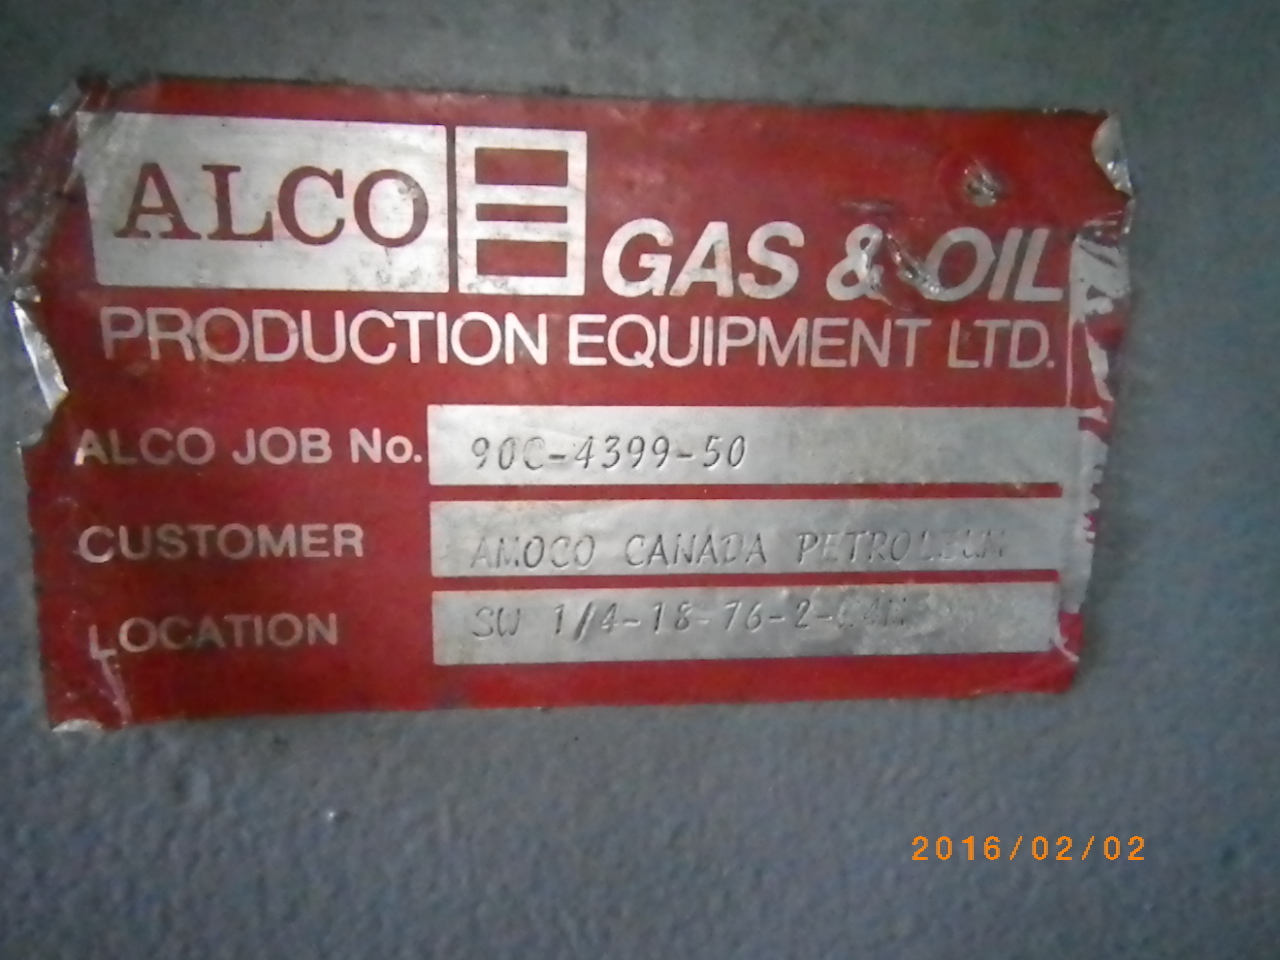 ALCO GAS & OIL
PRODUCTION EQUIPMENT LTD.
ALCO JOB No. 90C-4399-50
CUSTOMER AMOCO CANADA PETROLEUM
LOCATION SW 1/4-18-76-2-
2016/02/02